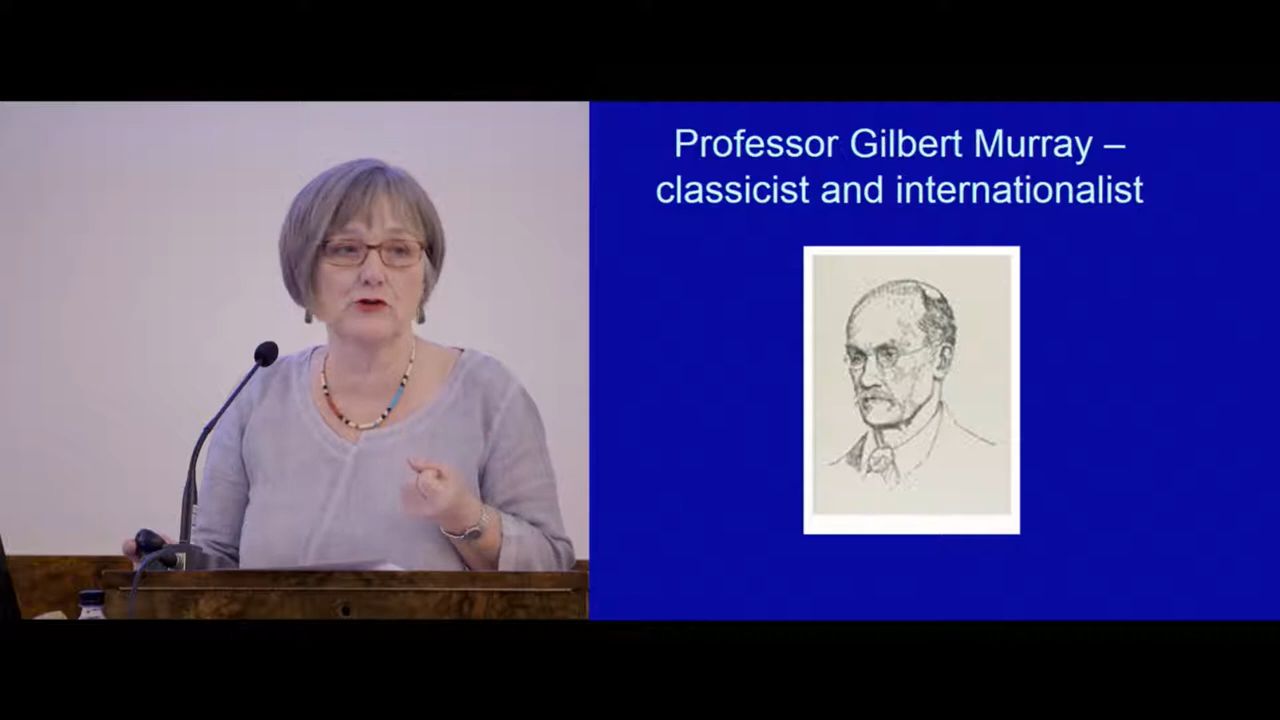 Professor Gilbert Murray –
classicist and internationalist